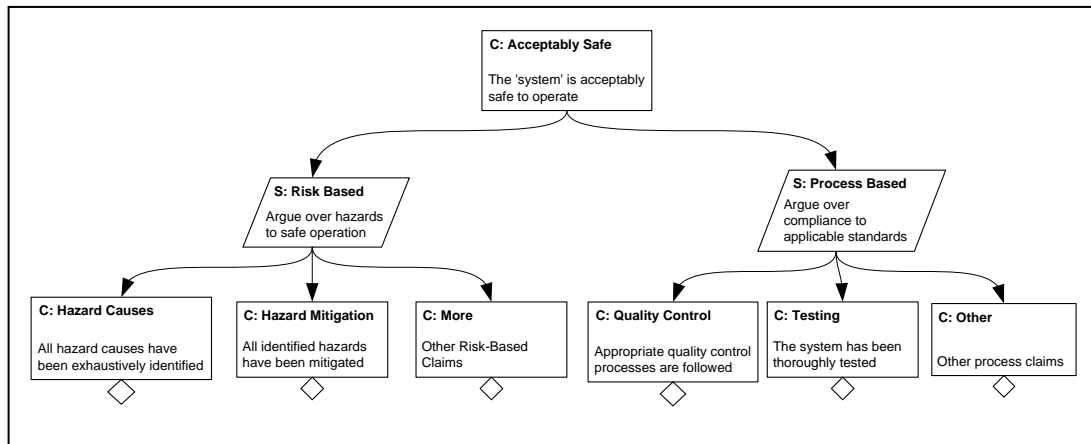 C: Acceptably Safe
The 'system' is acceptably
safe to operate
S: Risk Based
Argue over hazards
to safe operation
S: Process Based
Argue over
compliance to
applicable standards
C: Hazard Causes
All hazard causes have
been exhaustively identified
C: Hazard Mitigation
All identified hazards
have been mitigated
C: More
Other Risk-Based
Claims
C: Quality Control
Appropriate quality control
processes are followed
C: Testing
The system has been
thoroughly tested
C: Other
Other process claims